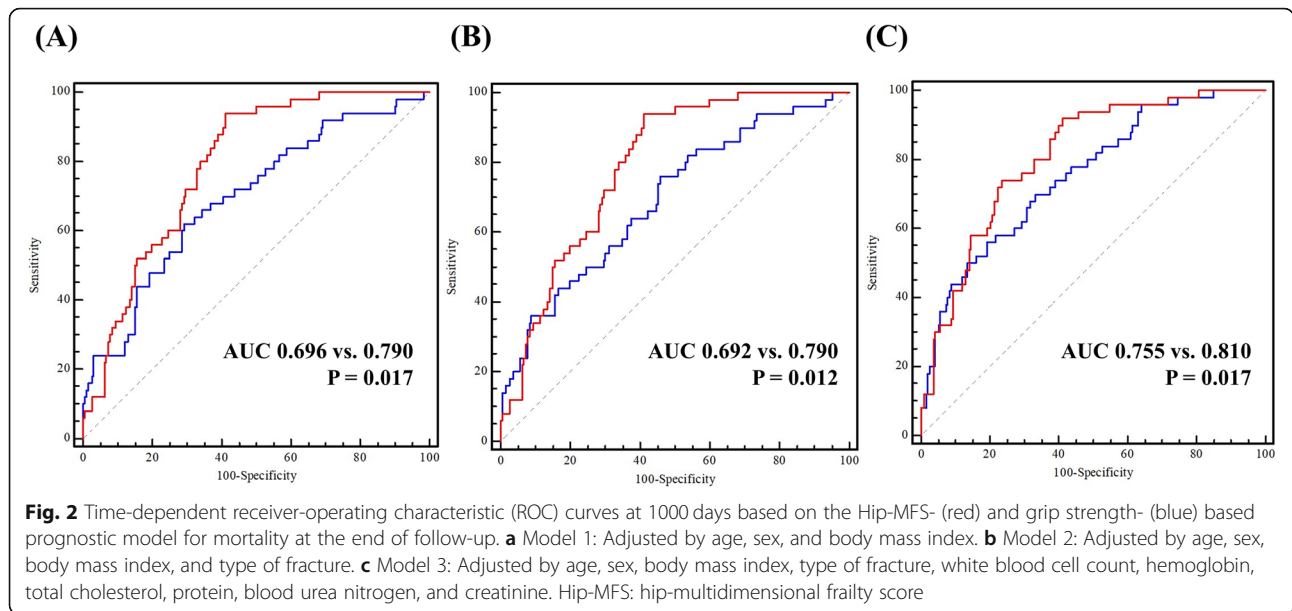 (A)
(B)
(C)
100
80
60
40
20
0
Sensitivity
AUC 0.696 vs. 0.790
P = 0.017
0 20 40 60 80 100
100-Specificity
100
80
60
40
20
0
Sensitivity
AUC 0.692 vs. 0.790
P = 0.012
0 20 40 60 80 100
100-Specificity
100
80
60
40
20
0
Sensitivity
AUC 0.755 vs. 0.810
P = 0.017
0 20 40 60 80 100
100-Specificity
Fig. 2 Time-dependent receiver-operating characteristic (ROC) curves at 1000 days based on the Hip-MFS- (red) and grip strength- (blue) based
prognostic model for mortality at the end of follow-up. a Model 1: Adjusted by age, sex, and body mass index. b Model 2: Adjusted by age, sex,
body mass index, and type of fracture. c Model 3: Adjusted by age, sex, body mass index, type of fracture, white blood cell count, hemoglobin,
total cholesterol, protein, blood urea nitrogen, and creatinine. Hip-MFS: hip-multidimensional frailty score